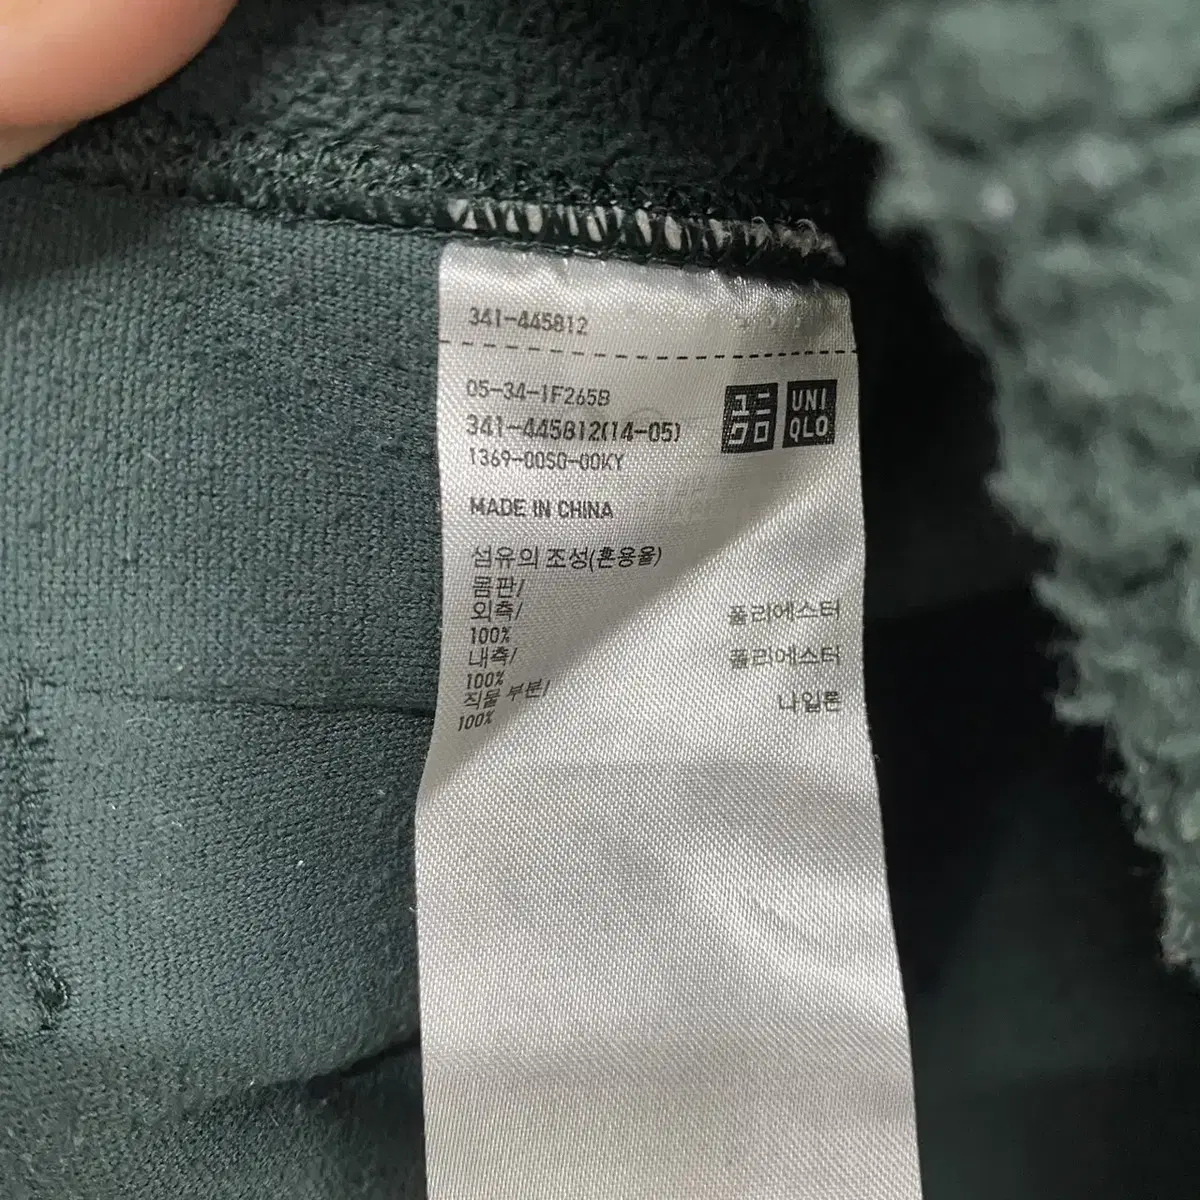 341-445812
05-34-1F265B
341-445812(14-05)
1369-00S0-00KY
ユニ
クロ
UNI
QLO
MADE IN CHINA
섬유의 조성(혼용율)
몸판/
외측/
폴리에스터
100%
내측/
폴리에스터
100%
직물 부분/
나일론
100%